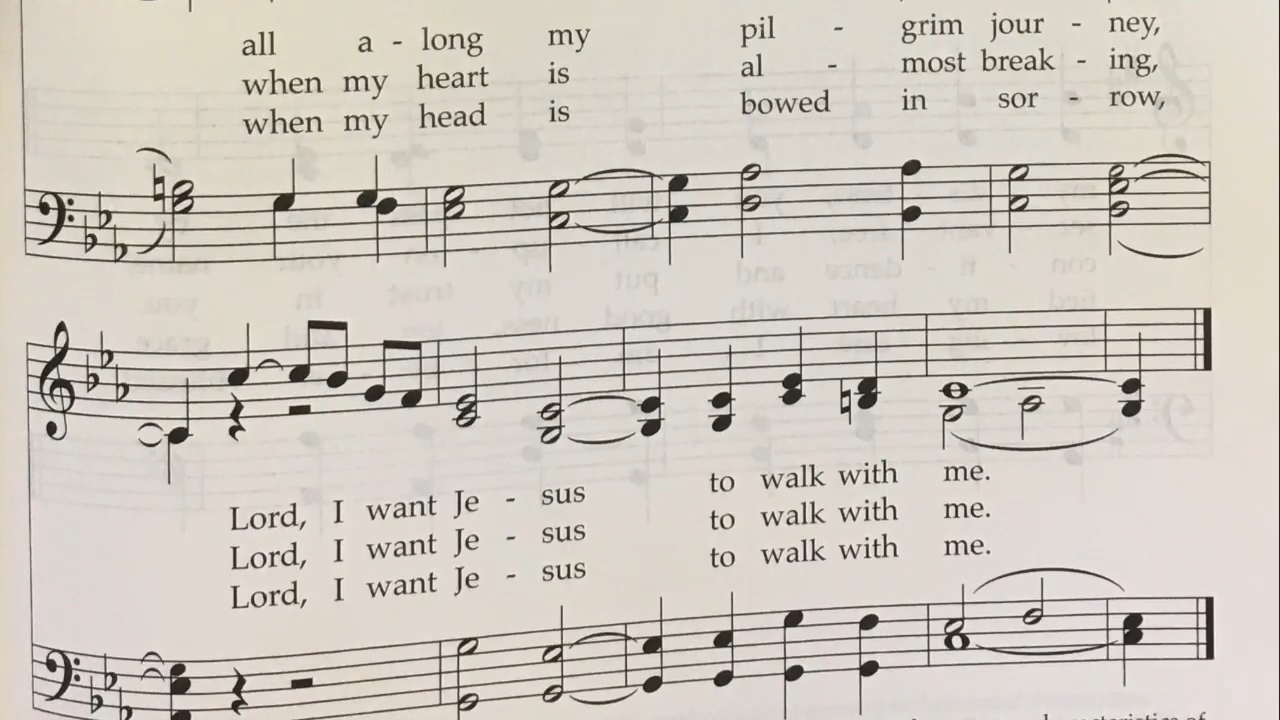 all a - long my pil - grim jour - ney,
when my heart is al - most break - ing,
when my head is bowed in sor - row,
Lord, I want Je - sus to walk with me.
Lord, I want Je - sus to walk with me.
Lord, I want Je - sus to walk with me.